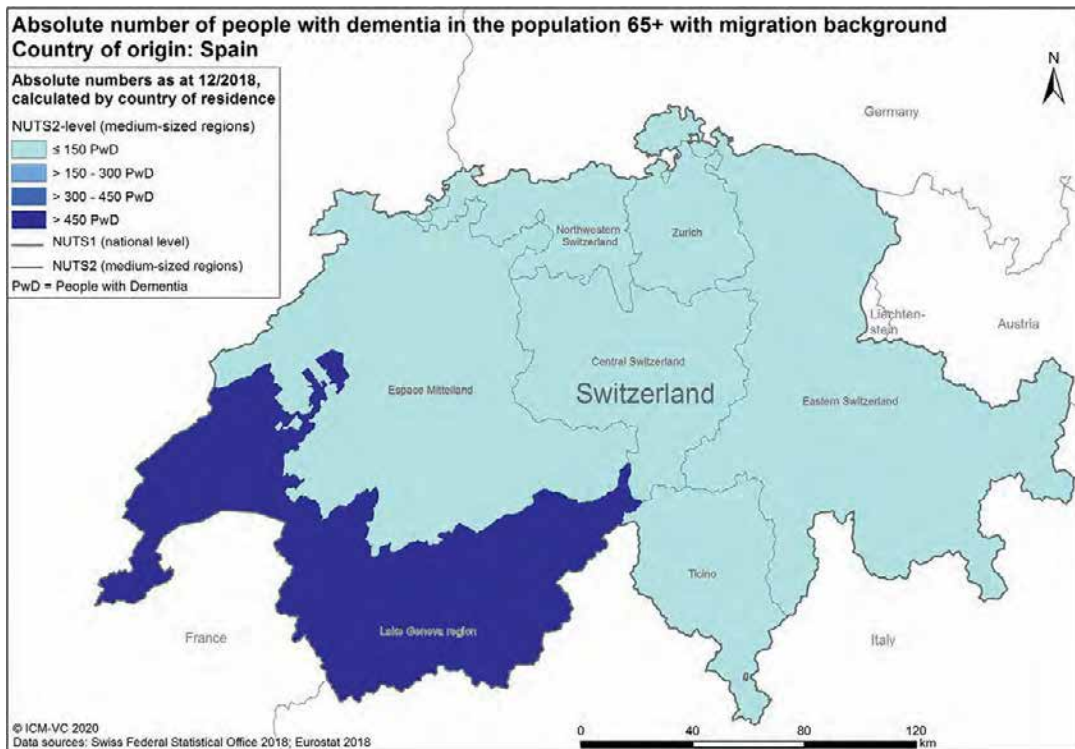 Absolute number of people with dementia in the population 65+ with migration background
Country of origin: Spain
Absolute numbers as at 12/2018,
calculated by country of residence
NUTS2-level (medium-sized regions)
≤ 150 PwD
> 150 - 300 PwD
> 300 - 450 PwD
> 450 PwD
NUTS1 (national level)
NUTS2 (medium-sized regions)
PwD = People with Dementia
N
Germany
Northwestern
Switzerland
Zurich
Liechten-
stein
Austria
Central Switzerland
Switzerland
Espace Mittelland
Eastern Switzerland
Ticino
Lake Geneva region
France
Italy
© ICM-VC 2020
Data sources: Swiss Federal Statistical Office 2018; Eurostat 2018
0 40 80 120
km